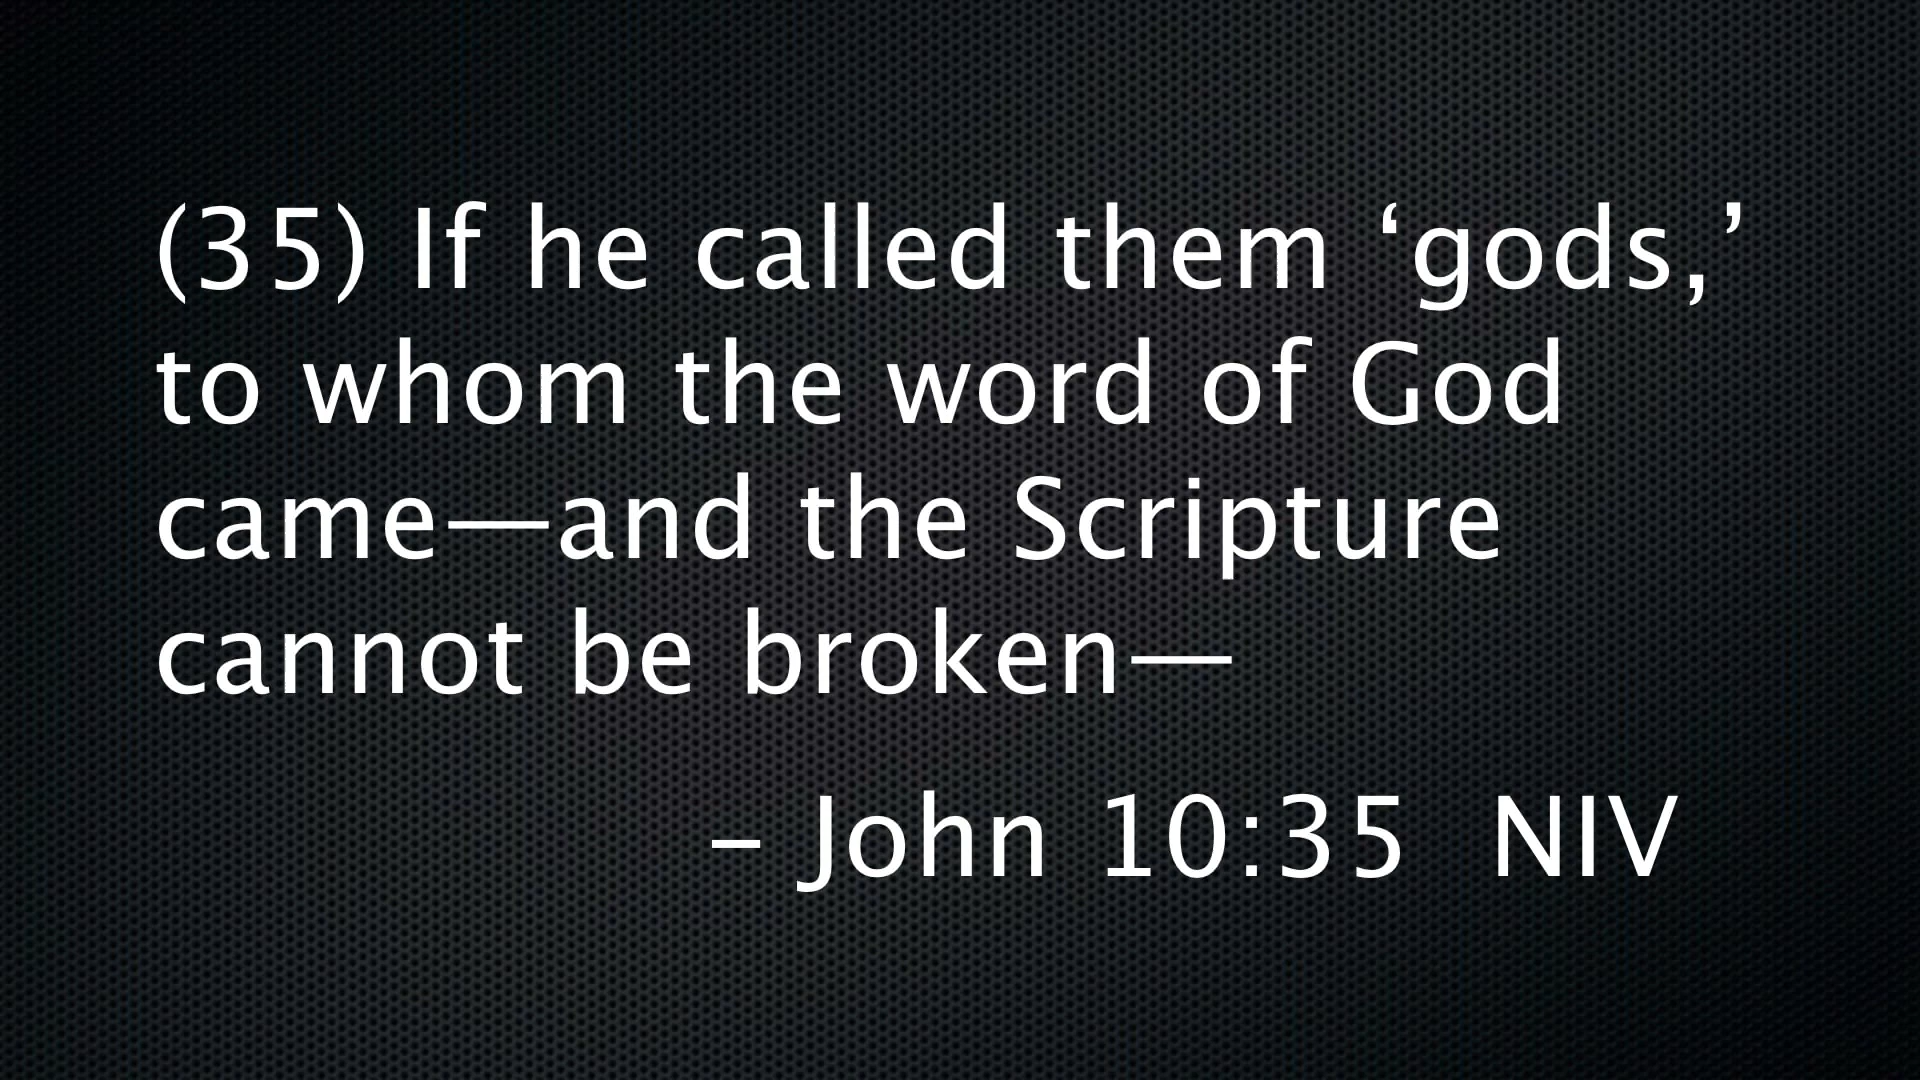 (35) If he called them ‘gods,’
to whom the word of God
came—and the Scripture
cannot be broken—
– John 10:35  NIV